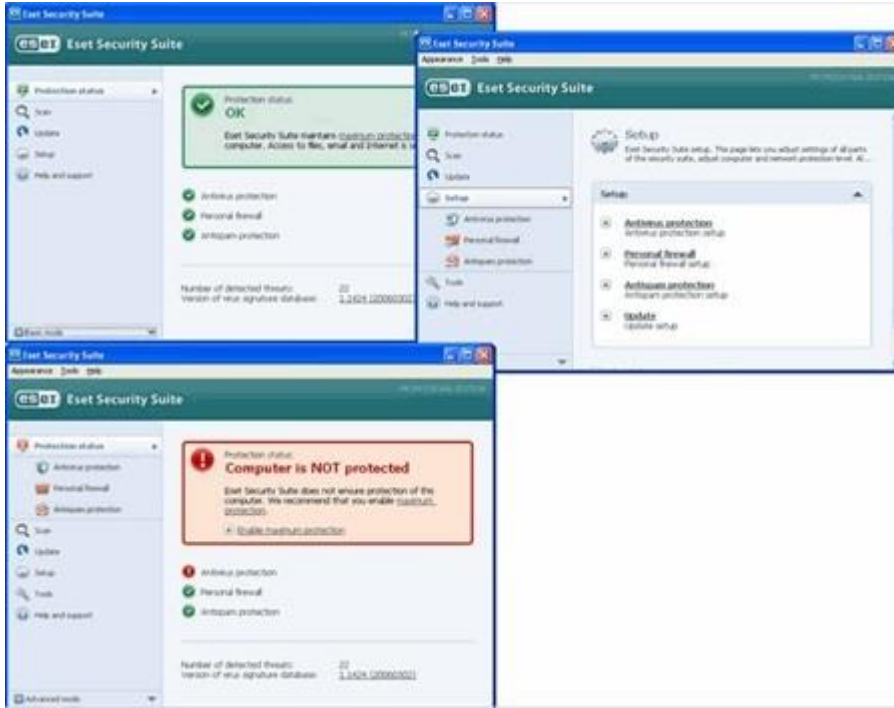 Eset Security Suite
eset Eset Security Suite
Protection status
Scan
Update
Setup
Help and support
Protection status
OK
Eset Security Suite maintains maximum protection
computer. Access to files, email and Internet is
Antivirus protection
Personal firewall
Antispam protection
Number of detected threats: 22
Version of virus signature database:
Basic mode
Eset Security Suite
Appearance Tools Help
eset Eset Security Suite
Protection status
Scan
Update
Setup
Antivirus protection
Personal firewall
Antispam protection
Tools
Help and support
Setup
Eset Security Suite setup. This page lets you adjust settings of all parts
of the security suite, adjust computer and network protection level. Al...
Setup
Antivirus protection
Antivirus protection setup
Personal firewall
Personal firewall setup
Antispam protection
Antispam protection setup
Update
Update setup
Eset Security Suite
Appearance Tools Help
eset Eset Security Suite
Protection status
Antivirus protection
Personal firewall
Antispam protection
Scan
Update
Setup
Tools
Help and support
Protection status
Computer is NOT protected
Eset Security Suite does not ensure protection of the
computer. We recommend that you enable maximum
protection.
Enable maximum protection
Antivirus protection
Personal firewall
Antispam protection
Number of detected threats: 22
Version of virus signature database:
Advanced mode